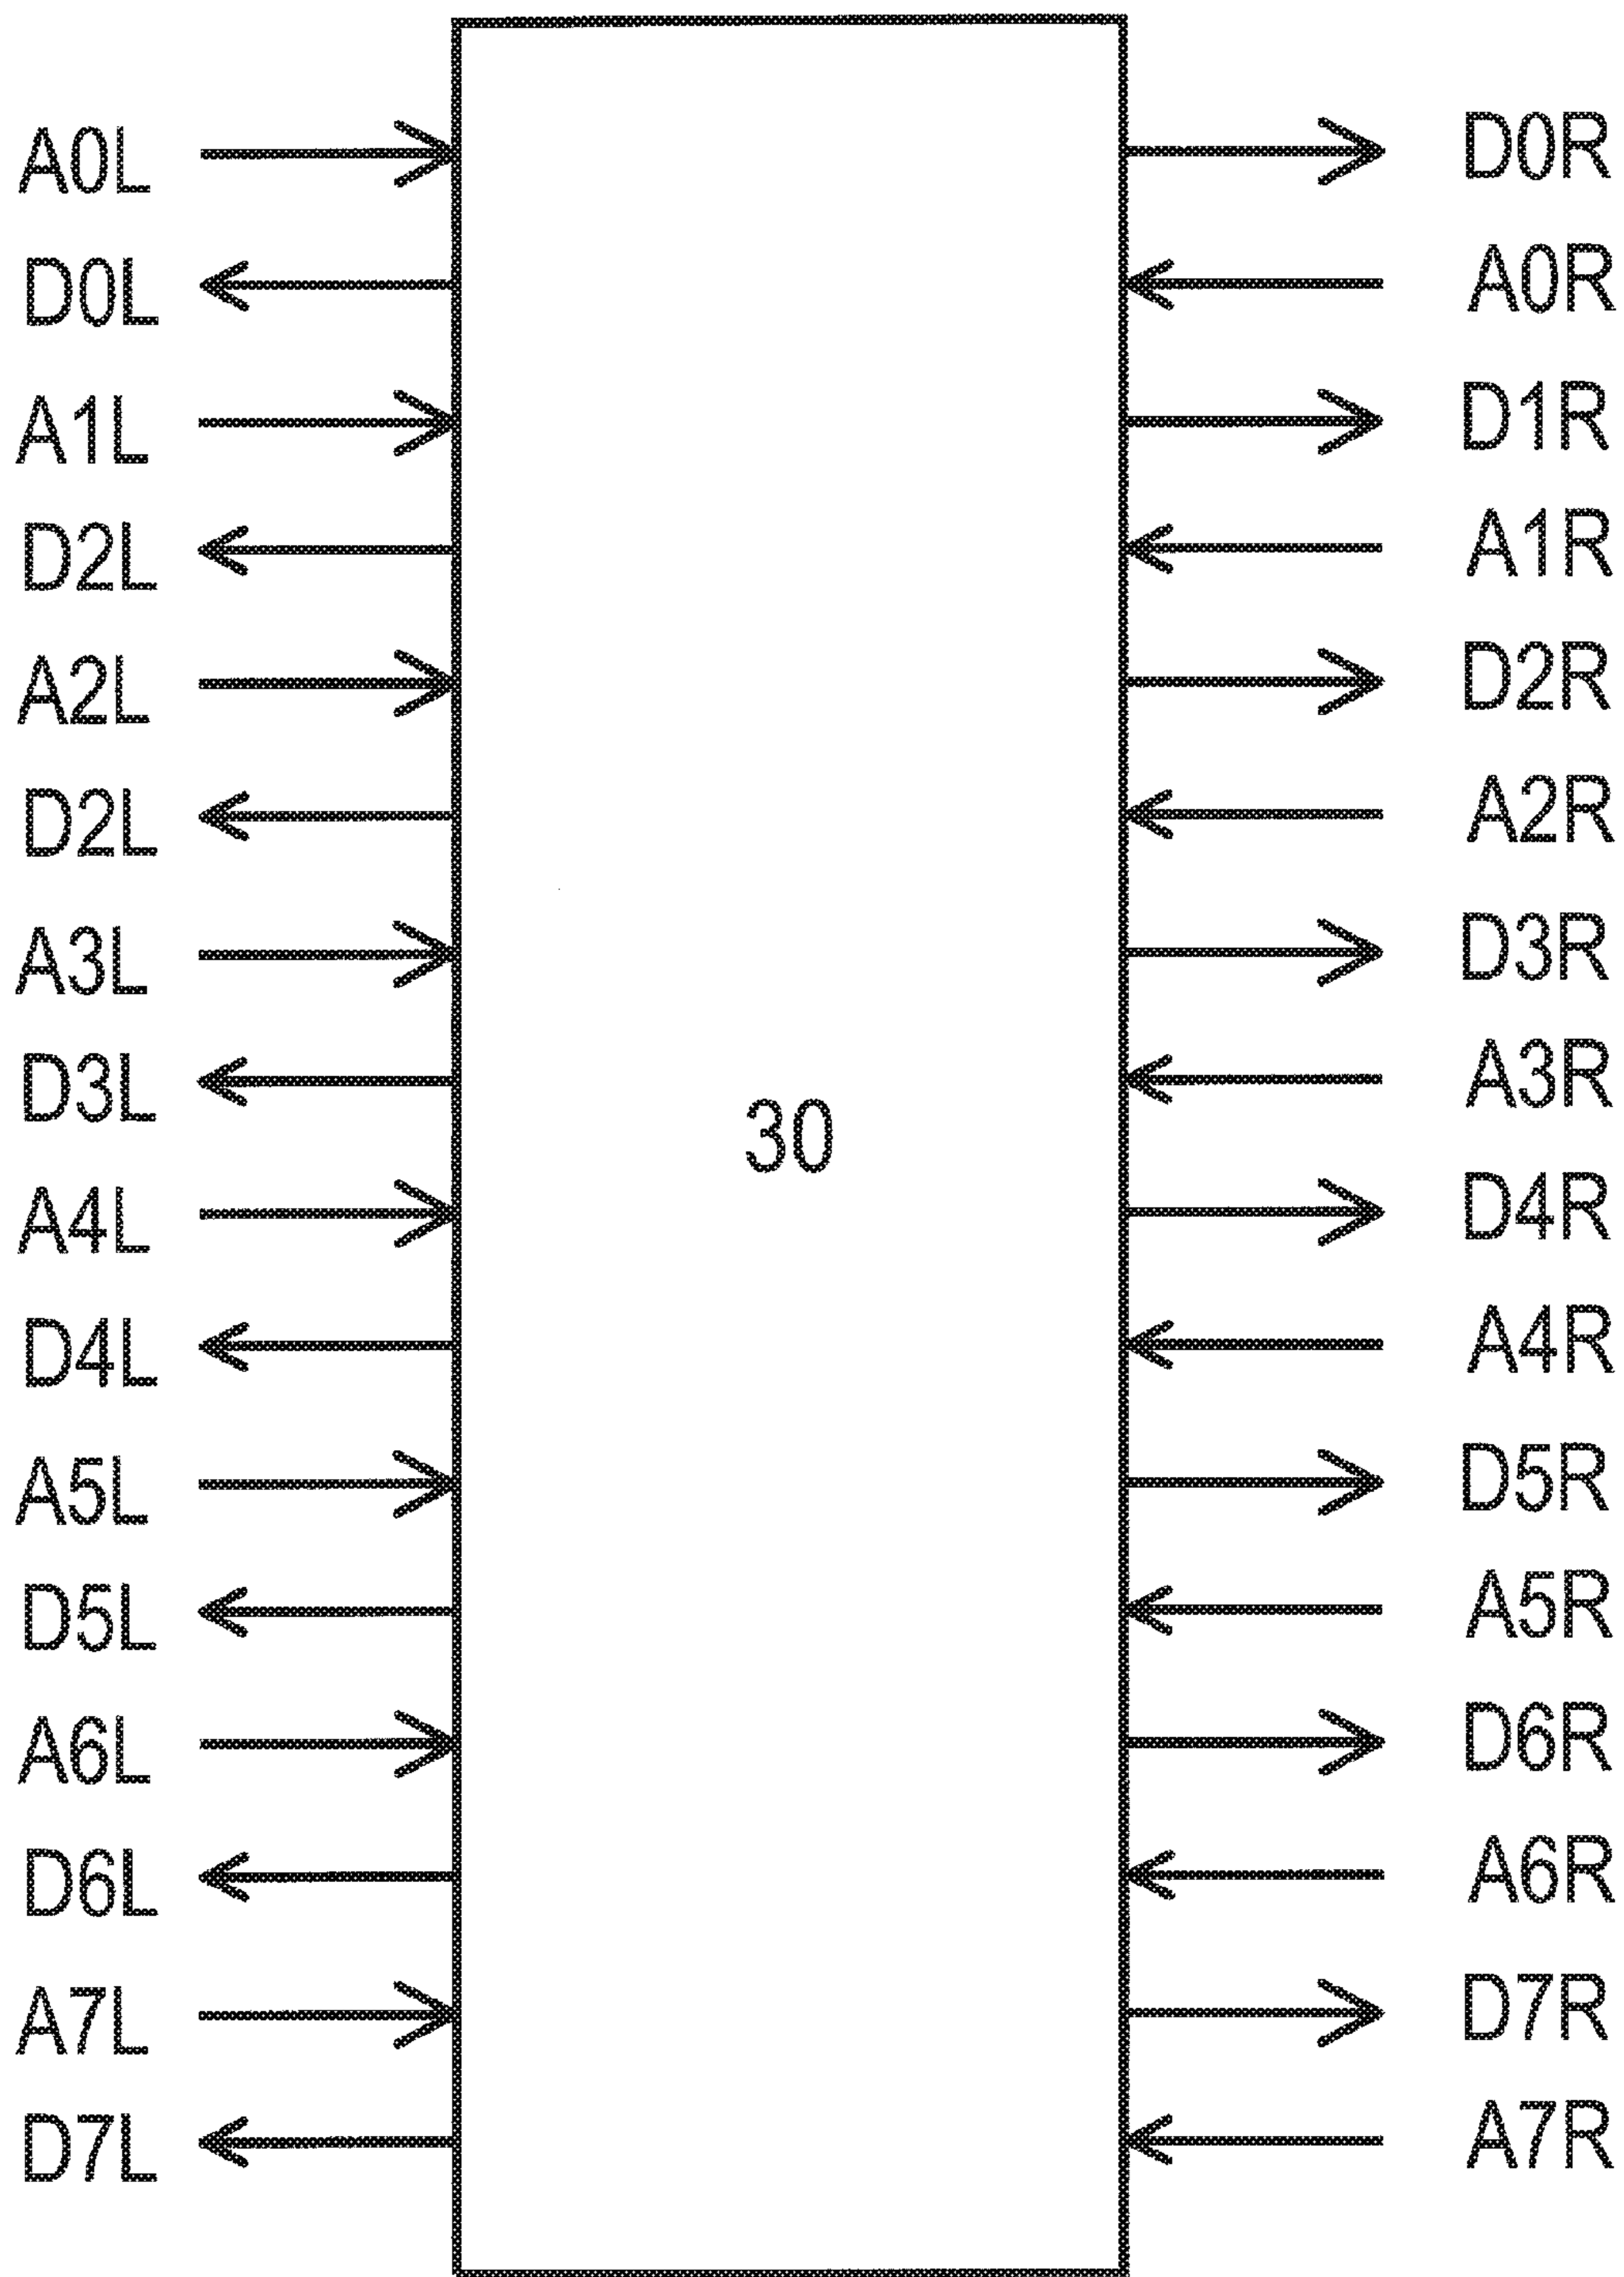 A0L D0R
D0L A0R
A1L D1R
D2L A1R
A2L D2R
D2L A2R
A3L D3R
D3L A3R
30
A4L D4R
D4L A4R
A5L D5R
D5L A5R
A6L D6R
D6L A6R
A7L D7R
D7L A7R